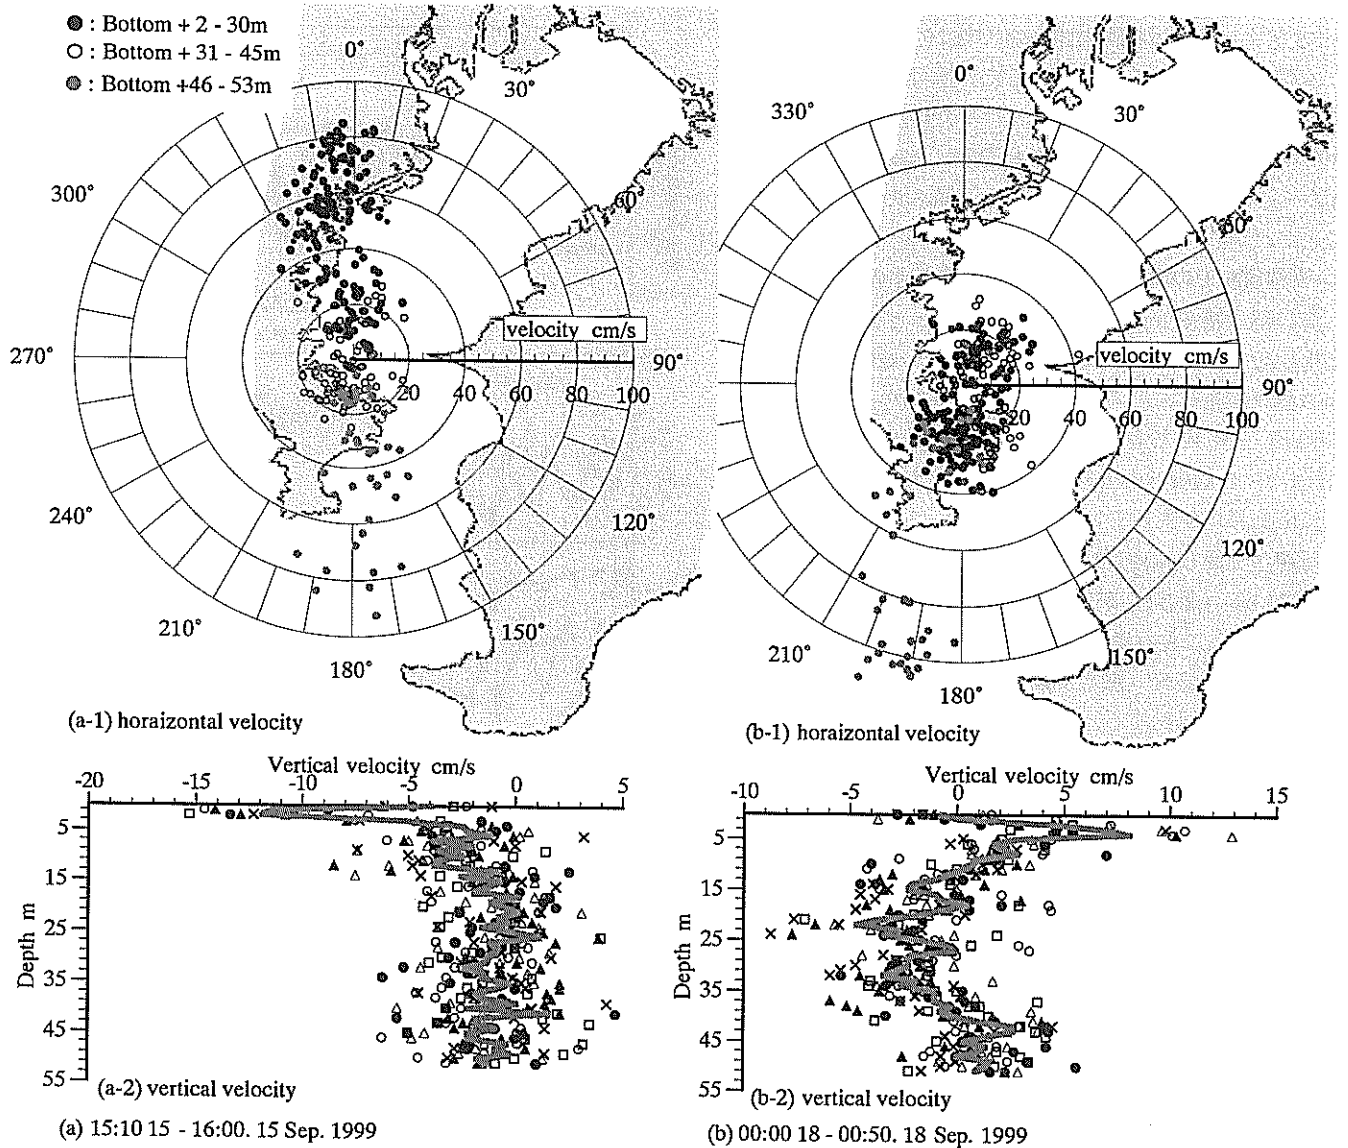 ● : Bottom + 2 - 30m
○ : Bottom + 31 - 45m
● : Bottom +46 - 53m
0°
30°
60°
300°
270°
velocity cm/s
90°
20 40 60 80 100
240°
120°
210°
150°
180°
(a-1) horaizontal velocity
0°
330°
30°
60°
velocity cm/s
90°
20 40 60 80 100
120°
210°
150°
180°
(b-1) horaizontal velocity
Vertical velocity cm/s
-20 -15 -10 -5 0 5
Depth m
5
15
25
35
45
55
(a-2) vertical velocity
(a) 15:10 15 - 16:00. 15 Sep. 1999
Vertical velocity cm/s
-10 -5 0 5 10 15
Depth m
5
15
25
35
45
55
(b-2) vertical velocity
(b) 00:00 18 - 00:50. 18 Sep. 1999